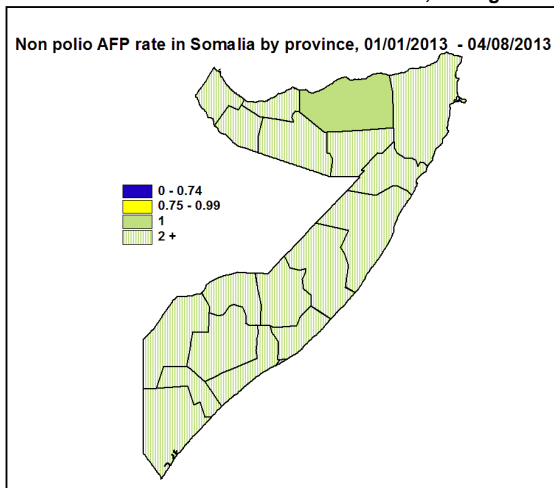 Non polio AFP rate in Somalia by province, 01/01/2013 - 04/08/2013
0 - 0.74
0.75 - 0.99
1
2 +